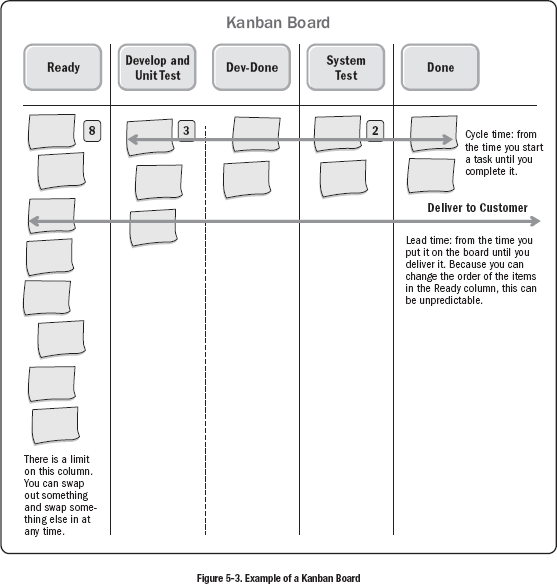 Kanban Board
Ready
Develop and
Unit Test
Dev-Done
System
Test
Done
8
3
2
Cycle time: from
the time you start
a task until you
complete it.
Deliver to Customer
Lead time: from the time you
put it on the board until you
deliver it. Because you can
change the order of the items
in the Ready column, this can
be unpredictable.
There is a limit
on this column.
You can swap
out something
and swap some-
thing else in at
any time.
Figure 5-3. Example of a Kanban Board